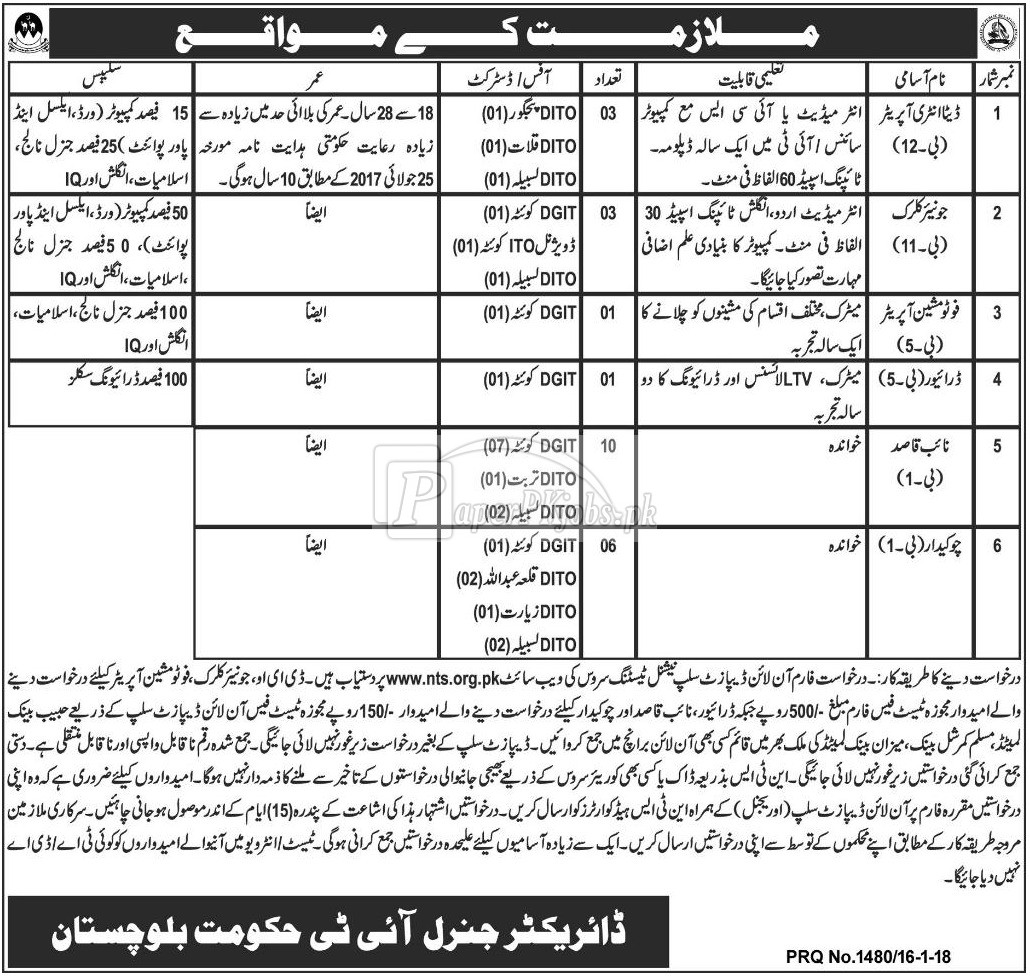 ملازمت کے مواقع
نمبر شمار	نام آسامی	تعلیمی قابلیت	تعداد	آفس / ڈسٹرکٹ	عمر	سلیبس
1	ڈیٹا انٹری آپریٹر	انٹر میڈیٹ یا آئی سی ایس مع کمپیوٹر	03	DITO پنجگور (01)	18 سے 28 سال۔ عمر کی بالائی حد میں زیادہ سے	15 فیصد کمپیوٹر (ورڈ، ایکسل اینڈ
(بی۔12)	سائنس / آئی ٹی میں ایک سالہ ڈپلومہ۔	DITO قلات (01)	زیادہ رعایت حکومتی ہدایت نامہ مورخہ	پاور پوائنٹ) 25 فیصد جنرل نالج،
ٹائپنگ اسپیڈ 60 الفاظ فی منٹ۔	DITO لسبیلہ (01)	25 جولائی 2017 کے مطابق 10 سال ہوگی۔	اسلامیات، انگلش اور IQ
2	جونیئر کلرک	انٹر میڈیٹ اردو، انگلش ٹائپنگ اسپیڈ 30	03	DGIT کوئٹہ (01)	ایضاً	50 فیصد کمپیوٹر (ورڈ، ایکسل اینڈ پاور
(بی۔11)	الفاظ فی منٹ۔ کمپیوٹر کا بنیادی علم اضافی	ڈویژنل ITO کوئٹہ (01)	پوائنٹ)، 50 فیصد جنرل نالج
مہارت تصور کیا جائیگا۔	DITO لسبیلہ (01)	،اسلامیات، انگلش اور IQ
3	فوٹو مشین آپریٹر	میٹرک، مختلف اقسام کی مشینوں کو چلانے کا	01	DGIT کوئٹہ (01)	ایضاً	100 فیصد جنرل نالج، اسلامیات،
(بی۔5)	ایک سالہ تجربہ	انگلش اور IQ
4	ڈرائیور (بی۔5)	میٹرک، LTV لائسنس اور ڈرائیونگ کا دو	01	DGIT کوئٹہ (01)	ایضاً	100 فیصد ڈرائیونگ سکلز
سالہ تجربہ
5	نائب قاصد	خواندہ	10	DGIT کوئٹہ (07)	ایضاً
(بی۔1)	DITO تربت (01)
DITO لسبیلہ (02)
PaperPkjobs.pk
6	چوکیدار (بی۔1)	خواندہ	06	DGIT کوئٹہ (01)	ایضاً
DITO قلعہ عبداللہ (02)
DITO زیارت (01)
DITO لسبیلہ (02)
درخواست دینے کا طریقہ کار:۔ درخواست فارم آن لائن ڈیپازٹ سلپ نیشنل ٹیسٹنگ سروس کی ویب سائٹ www.nts.org.pk پر دستیاب ہیں۔ ڈی ای او، جونیئر کلرک، فوٹو مشین آپریٹر کیلئے درخواست دینے
والے امیدوار مجوزہ ٹیسٹ فیس فارم مبلغ -/500 روپے جبکہ ڈرائیور، نائب قاصد اور چوکیدار کیلئے درخواست دینے والے امیدوار -/150 روپے مجوزہ ٹیسٹ فیس آن لائن ڈیپازٹ سلپ کے ذریعے حبیب بینک
لمیٹڈ، مسلم کمرشل بینک، میزان بینک لمیٹڈ کی ملک بھر میں قائم کسی بھی آن لائن برانچ میں جمع کروائیں۔ ڈیپازٹ سلپ کے بغیر درخواست زیر غور نہیں لائی جائیگی۔ جمع شدہ رقم ناقابل واپسی اور ناقابل منتقلی ہے۔ دستی
جمع کرائی گئی درخواستیں زیر غور نہیں لائی جائیگی۔ این ٹی ایس بذریعہ ڈاک یا کسی بھی کوریئر سروس کے ذریعے بھیجی جانیوالی درخواستوں کے تاخیر سے ملنے کا ذمہ دار نہیں ہوگا۔ امیدواروں کیلئے ضروری ہے کہ وہ اپنی
درخواستیں مقررہ فارم پر آن لائن ڈیپازٹ سلپ (اوریجنل) کے ہمراہ این ٹی ایس ہیڈ کوارٹرز کو ارسال کریں۔ درخواستیں اشتہار ہذا کی اشاعت کے پندرہ (15) ایام کے اندر موصول ہو جانی چاہئیں۔ سرکاری ملازمین
مروجہ طریقہ کار کے مطابق اپنے محکموں کے توسط سے اپنی درخواستیں ارسال کریں۔ ایک سے زیادہ آسامیوں کیلئے علیحدہ درخواستیں جمع کرانی ہوگی۔ ٹیسٹ / انٹرویو میں آنیوالے امیدواروں کو کوئی ٹی اے / ڈی اے
نہیں دیا جائیگا۔
ڈائریکٹر جنرل آئی ٹی حکومت بلوچستان
PRQ No.1480/16-1-18